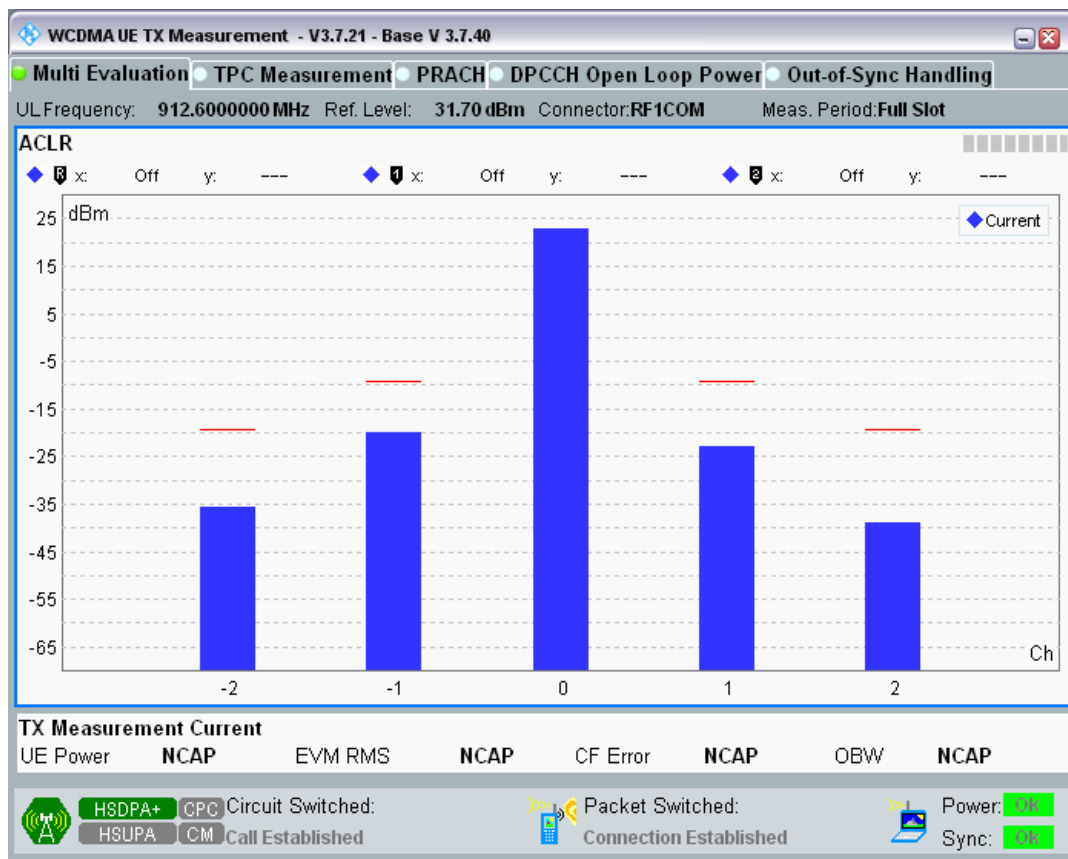 WCDMA UE TX Measurement - V3.7.21 - Base V 3.7.40
Multi Evaluation TPC Measurement PRACH DPCCH Open Loop Power Out-of-Sync Handling
UL Frequency: 912.6000000 MHz Ref. Level: 31.70 dBm Connector:RF1COM Meas. Period:Full Slot
ACLR
R x: Off y: --- 1 x: Off y: --- 2 x: Off y: ---
25 dBm
Current
15
5
-5
-15
-25
-35
-45
-55
-65
Ch
-2 -1 0 1 2
TX Measurement Current
UE Power NCAP EVM RMS NCAP CF Error NCAP OBW NCAP
HSDPA+ CPC Circuit Switched: Packet Switched: Power: OK
HSUPA CM Call Established Connection Established Sync: OK